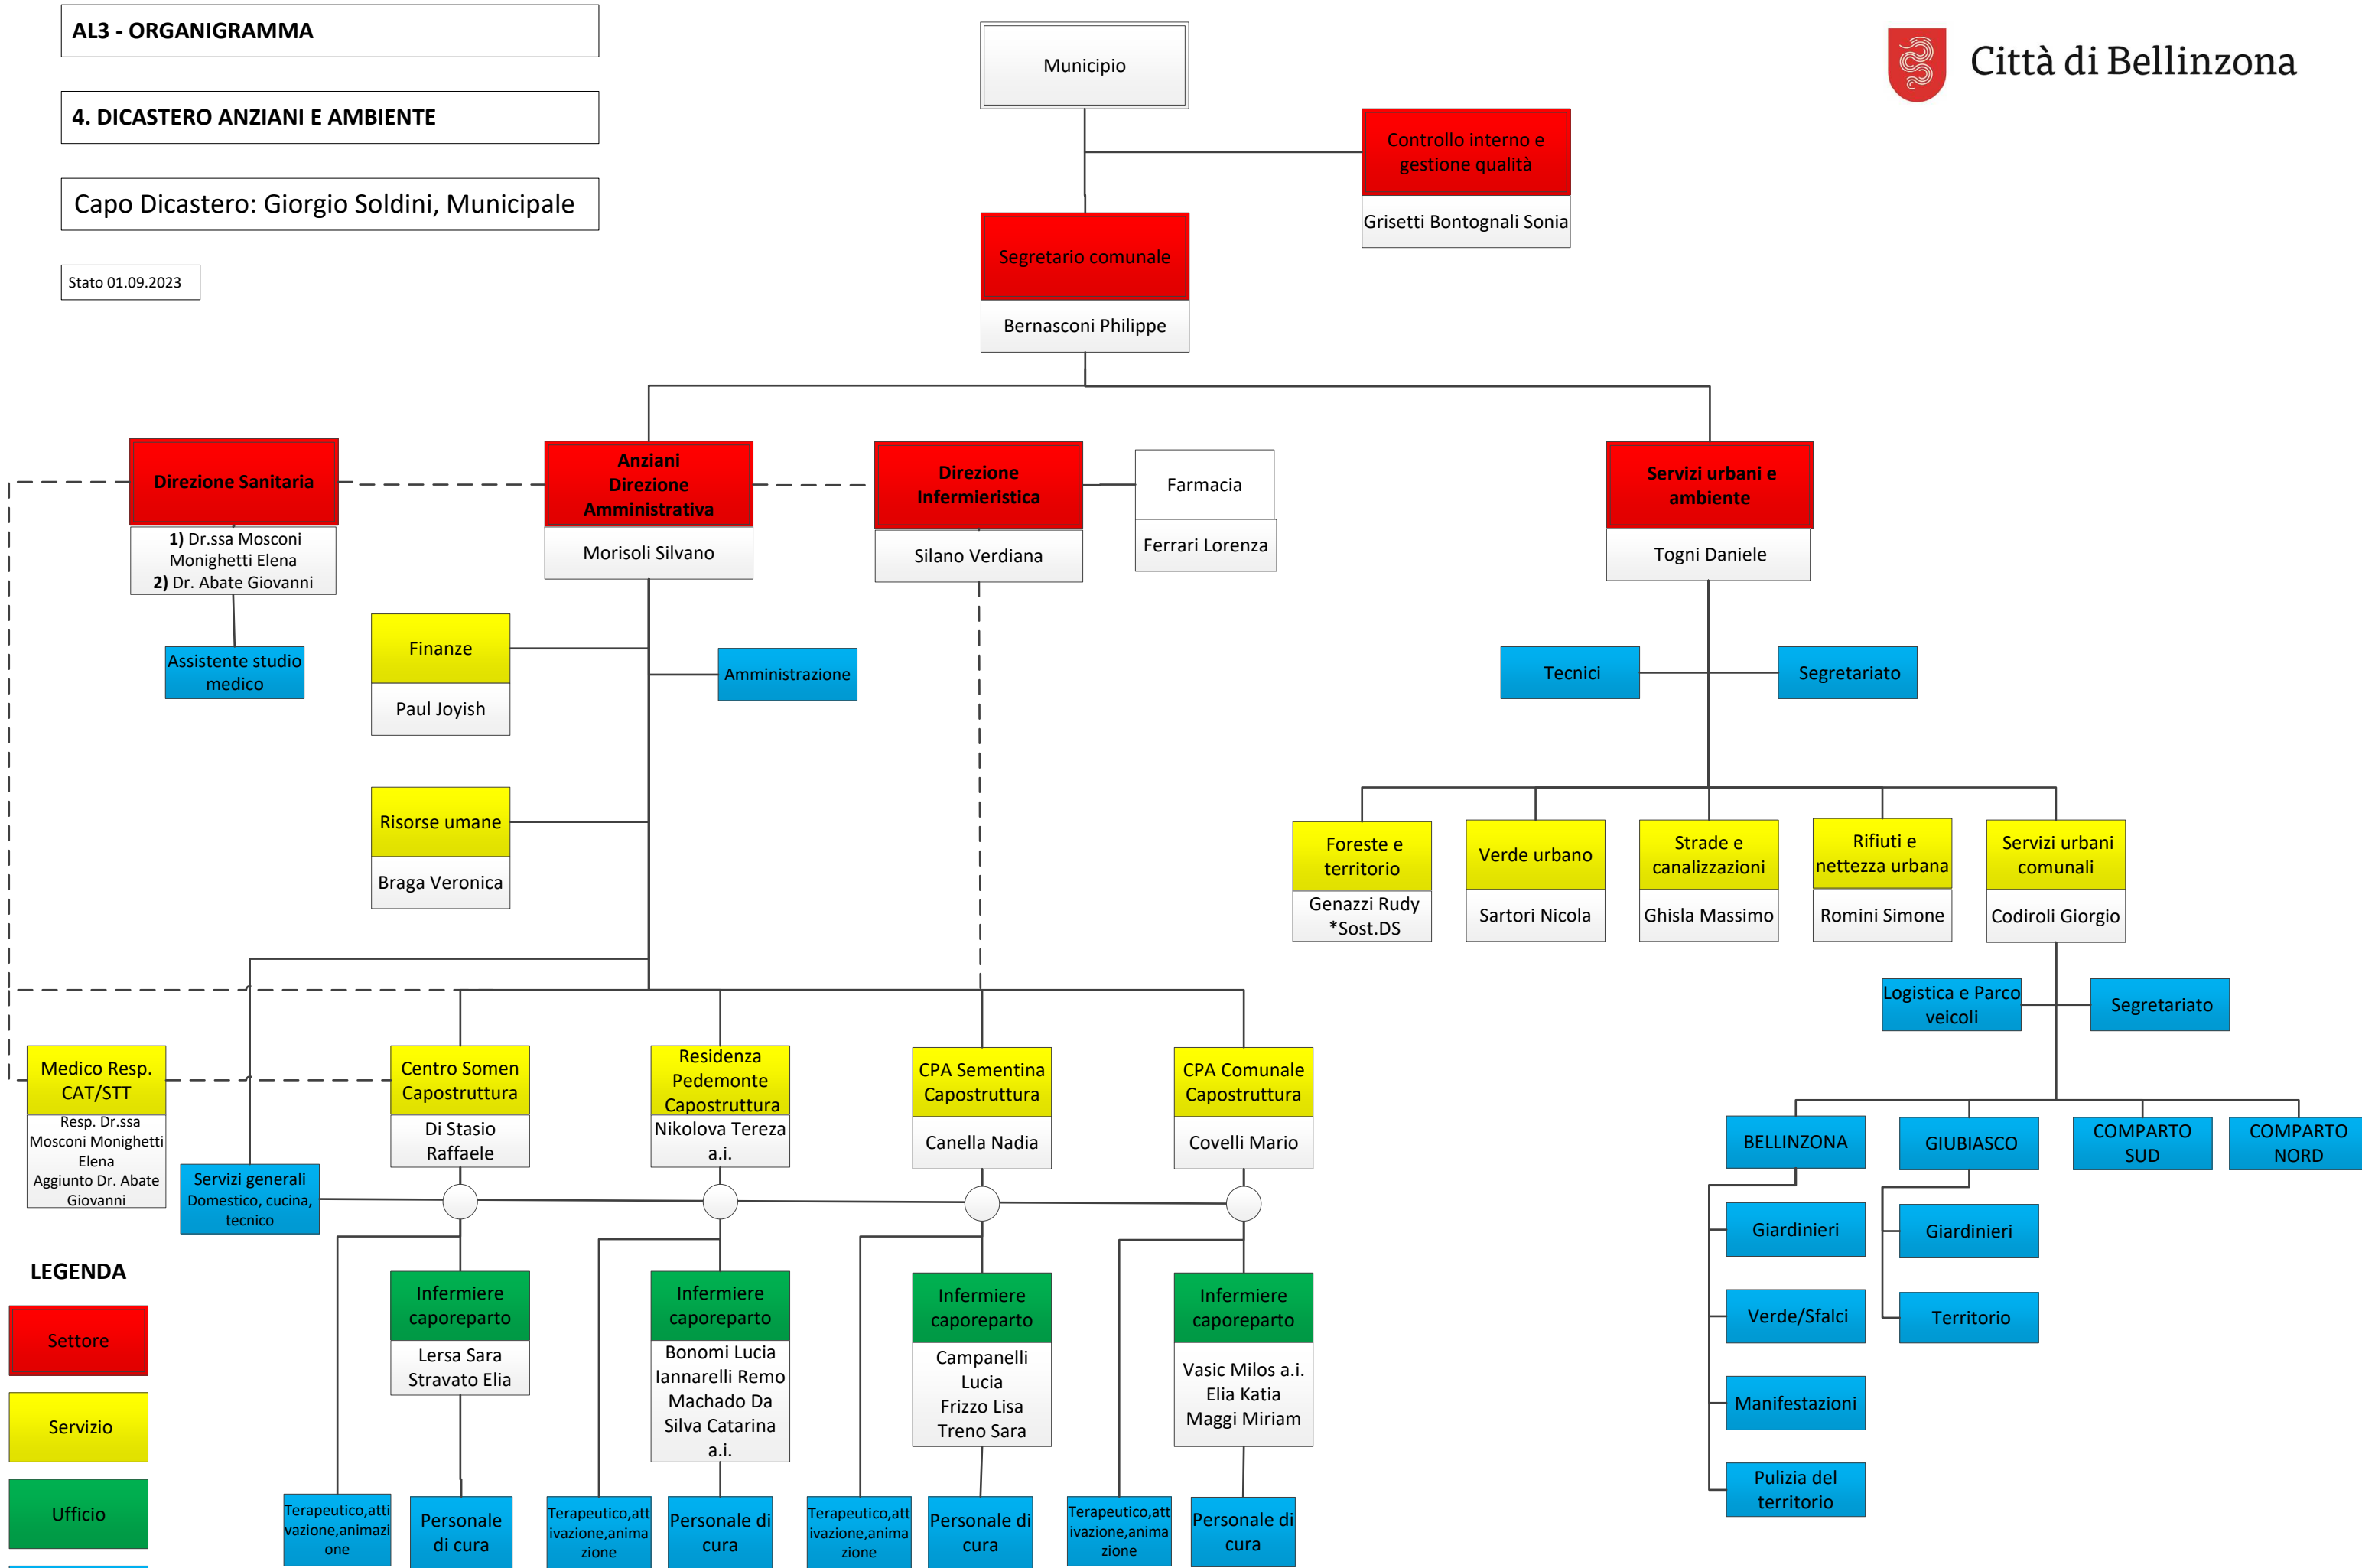 AL3 - ORGANIGRAMMA
4. DICASTERO ANZIANI E AMBIENTE
Capo Dicastero: Giorgio Soldini, Municipale
Stato 01.09.2023
Città di Bellinzona
Municipio
Controllo interno e
gestione qualità
Grisetti Bontognali Sonia
Segretario comunale
Bernasconi Philippe
Direzione Sanitaria
1) Dr.ssa Mosconi
Monighetti Elena
2) Dr. Abate Giovanni
Assistente studio
medico
Anziani
Direzione
Amministrativa
Morisoli Silvano
Direzione
Infermieristica
Silano Verdiana
Farmacia
Ferrari Lorenza
Servizi urbani e
ambiente
Togni Daniele
Finanze
Paul Joyish
Amministrazione
Risorse umane
Braga Veronica
Tecnici
Segretariato
Foreste e
territorio
Genazzi Rudy
*Sost.DS
Verde urbano
Sartori Nicola
Strade e
canalizzazioni
Ghisla Massimo
Rifiuti e
nettezza urbana
Romini Simone
Servizi urbani
comunali
Codiroli Giorgio
Logistica e Parco
veicoli
Segretariato
Medico Resp.
CAT/STT
Resp. Dr.ssa
Mosconi Monighetti
Elena
Aggiunto Dr. Abate
Giovanni
Servizi generali
Domestico, cucina,
tecnico
Centro Somen
Capostruttura
Di Stasio
Raffaele
Residenza
Pedemonte
Capostruttura
Nikolova Tereza
a.i.
CPA Sementina
Capostruttura
Canella Nadia
CPA Comunale
Capostruttura
Covelli Mario
BELLINZONA
GIUBIASCO
COMPARTO
SUD
COMPARTO
NORD
Giardinieri
Verde/Sfalci
Manifestazioni
Pulizia del
territorio
Giardinieri
Territorio
Infermiere
caporeparto
Lersa Sara
Stravato Elia
Infermiere
caporeparto
Bonomi Lucia
Iannarelli Remo
Machado Da
Silva Catarina
a.i.
Infermiere
caporeparto
Campanelli
Lucia
Frizzo Lisa
Treno Sara
Infermiere
caporeparto
Vasic Milos a.i.
Elia Katia
Maggi Miriam
Terapeutico,atti
vazione,animazi
one
Personale
di cura
Terapeutico,att
ivazione,anima
zione
Personale di
cura
Terapeutico,att
ivazione,anima
zione
Personale di
cura
Terapeutico,att
ivazione,anima
zione
Personale di
cura
LEGENDA
Settore
Servizio
Ufficio